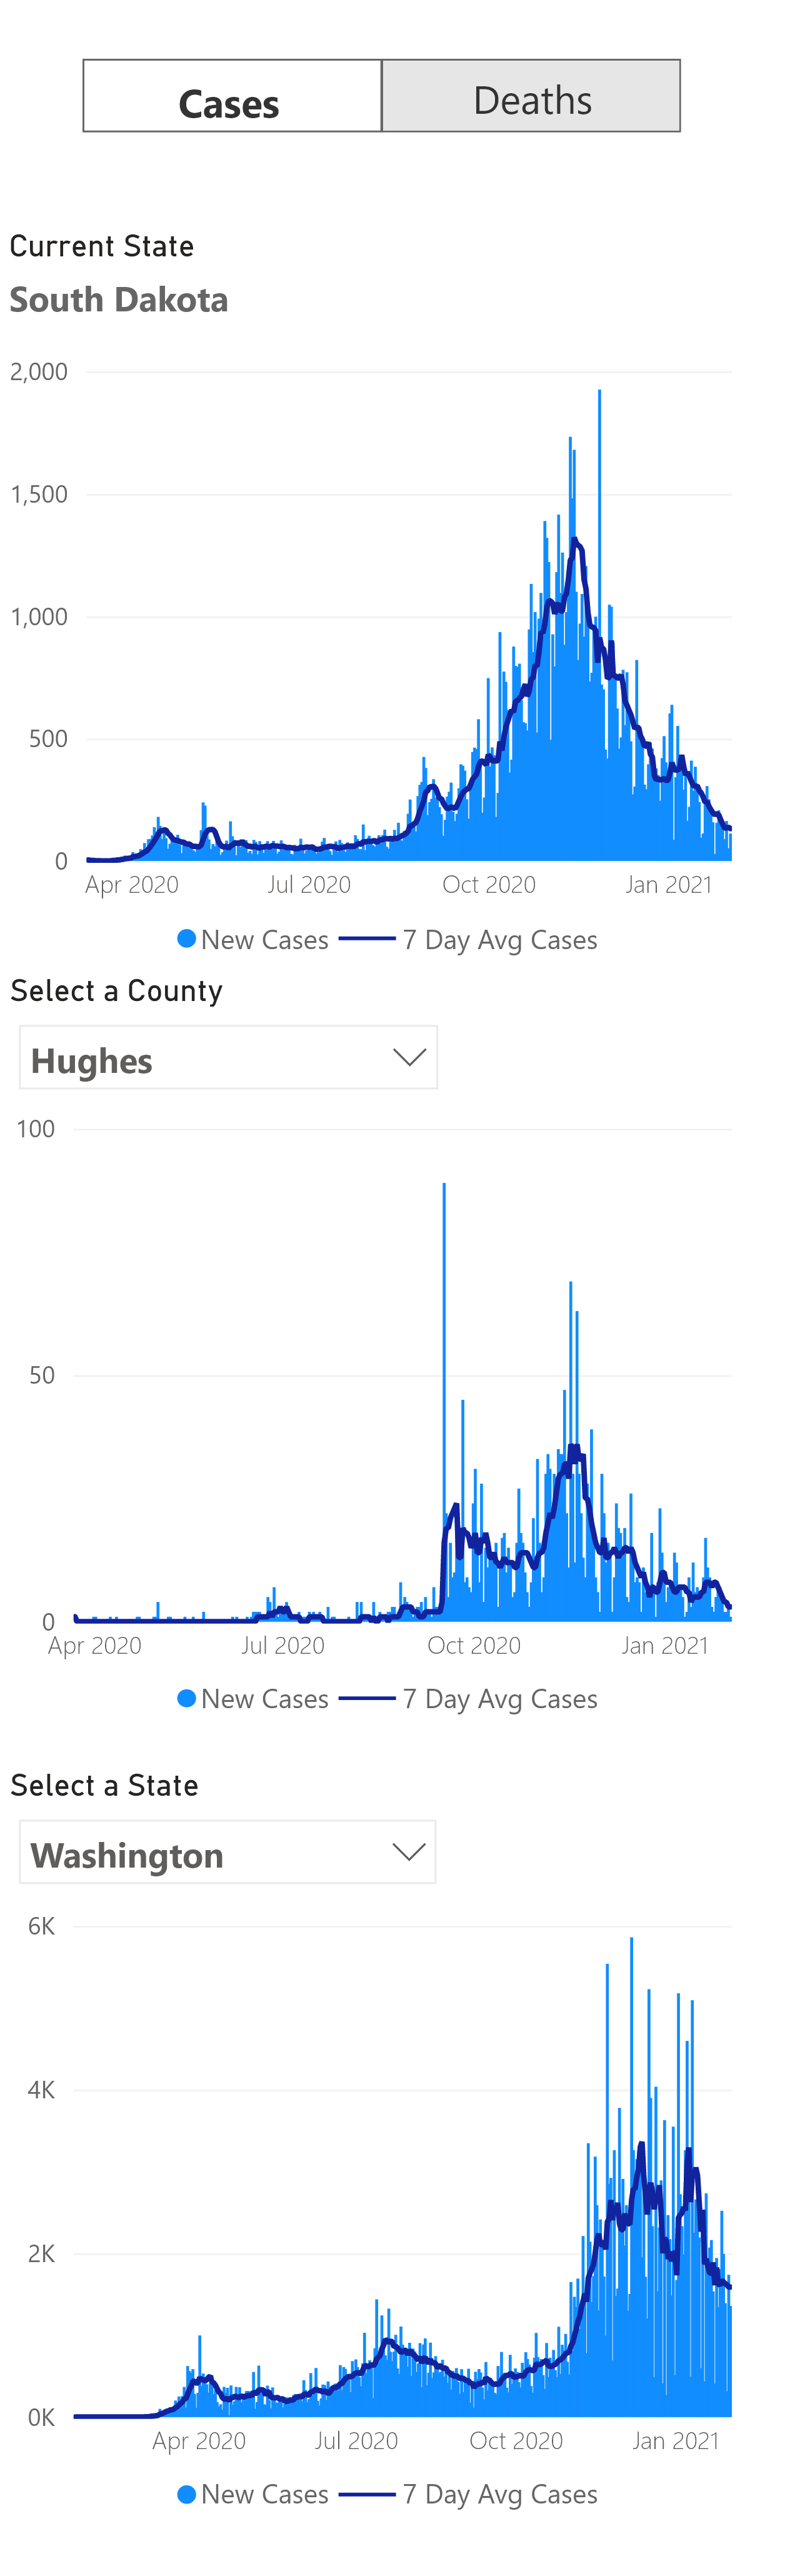 Cases Deaths
Current State
South Dakota
2,000
1,500
1,000
500
0
Apr 2020 Jul 2020 Oct 2020 Jan 2021
New Cases 7 Day Avg Cases
Select a County
Hughes
100
50
0
Apr 2020 Jul 2020 Oct 2020 Jan 2021
New Cases 7 Day Avg Cases
Select a State
Washington
6K
4K
2K
0K
Apr 2020 Jul 2020 Oct 2020 Jan 2021
New Cases 7 Day Avg Cases